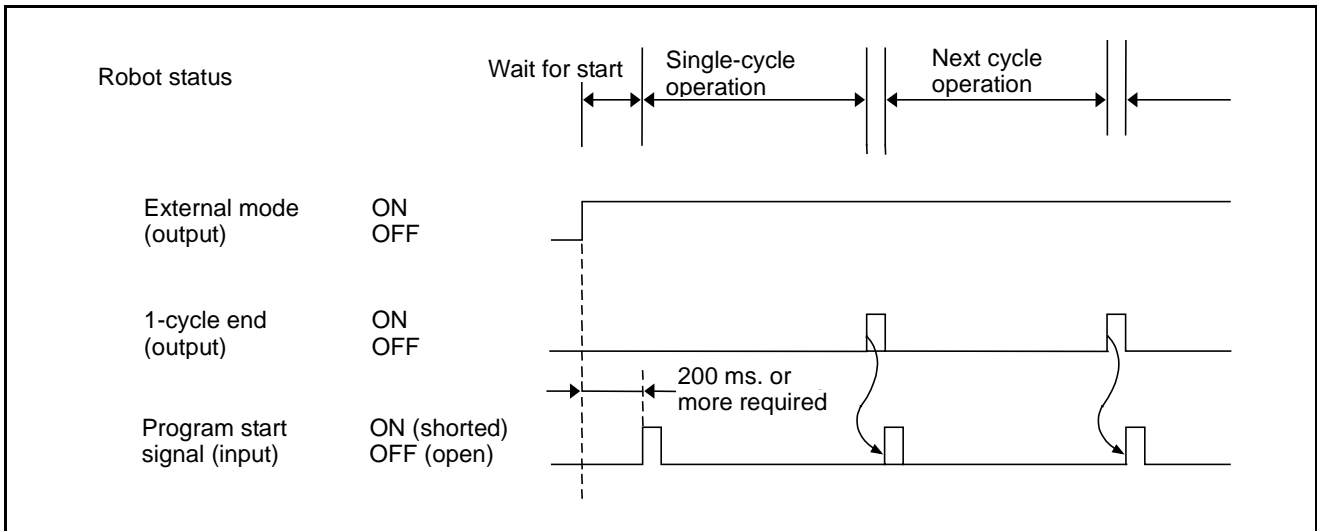 Robot status
Wait for start
Single-cycle
operation
Next cycle
operation
External mode
(output)
ON
OFF
1-cycle end
(output)
ON
OFF
200 ms. or
more required
Program start
signal (input)
ON (shorted)
OFF (open)